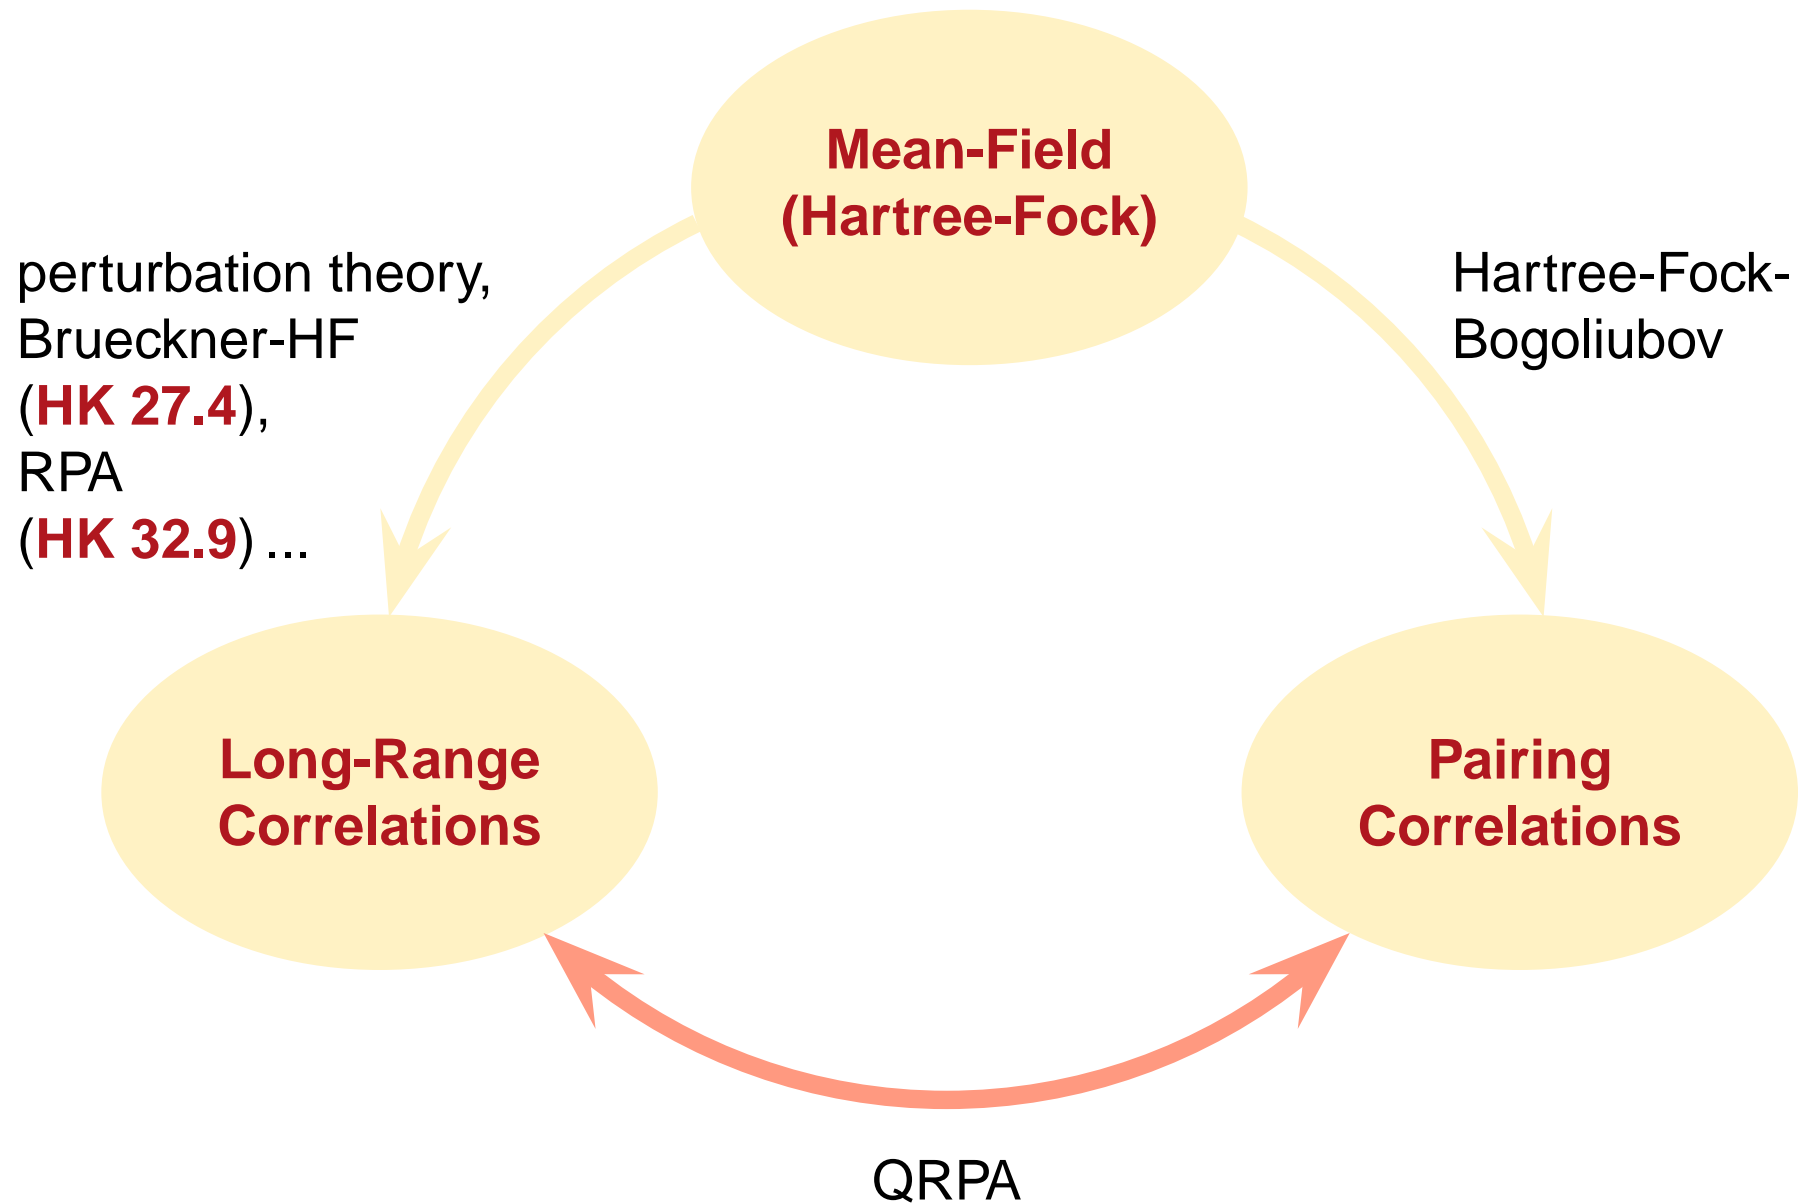 Mean-Field
(Hartree-Fock)
perturbation theory,
Brueckner-HF
(HK 27.4),
RPA
(HK 32.9) ...
Hartree-Fock-
Bogoliubov
Long-Range
Correlations
Pairing
Correlations
QRPA